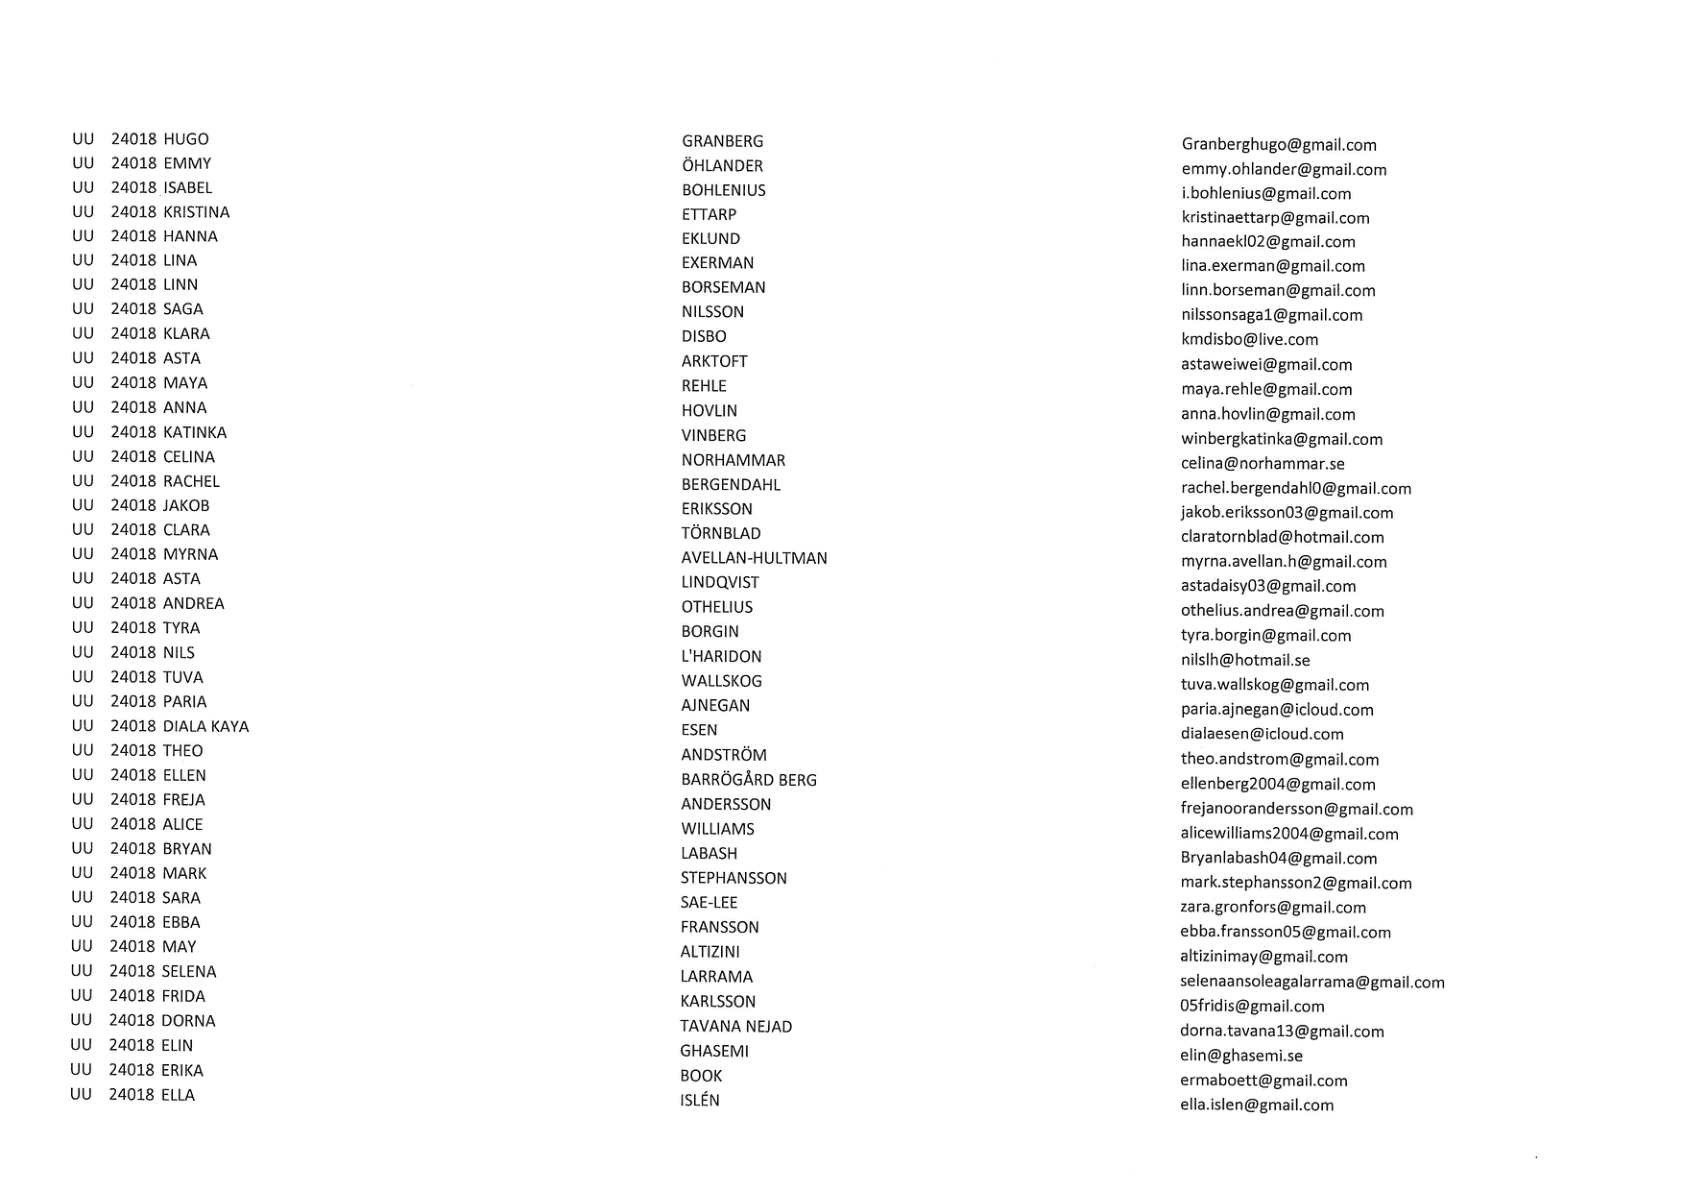 UU 24018 HUGO GRANBERG Granberghugo@gmail.com
UU 24018 EMMY ÖHLANDER emmy.ohlander@gmail.com
UU 24018 ISABEL BOHLENIUS i.bohlenius@gmail.com
UU 24018 KRISTINA ETTARP kristinaettarp@gmail.com
UU 24018 HANNA EKLUND hannaekl02@gmail.com
UU 24018 LINA EXERMAN lina.exerman@gmail.com
UU 24018 LINN BORSEMAN linn.borseman@gmail.com
UU 24018 SAGA NILSSON nilssonsaga1@gmail.com
UU 24018 KLARA DISBO kmdisbo@live.com
UU 24018 ASTA ARKTOFT astaweiwei@gmail.com
UU 24018 MAYA REHLE maya.rehle@gmail.com
UU 24018 ANNA HOVLIN anna.hovlin@gmail.com
UU 24018 KATINKA VINBERG winbergkatinka@gmail.com
UU 24018 CELINA NORHAMMAR celina@norhammar.se
UU 24018 RACHEL BERGENDAHL rachel.bergendahl0@gmail.com
UU 24018 JAKOB ERIKSSON jakob.eriksson03@gmail.com
UU 24018 CLARA TÖRNBLAD claratornblad@hotmail.com
UU 24018 MYRNA AVELLAN-HULTMAN myrna.avellan.h@gmail.com
UU 24018 ASTA LINDQVIST astadaisy03@gmail.com
UU 24018 ANDREA OTHELIUS othelius.andrea@gmail.com
UU 24018 TYRA BORGIN tyra.borgin@gmail.com
UU 24018 NILS L'HARIDON nilslh@hotmail.se
UU 24018 TUVA WALLSKOG tuva.wallskog@gmail.com
UU 24018 PARIA AJNEGAN paria.ajnegan@icloud.com
UU 24018 DIALA KAYA ESEN dialaesen@icloud.com
UU 24018 THEO ANDSTRÖM theo.andstrom@gmail.com
UU 24018 ELLEN BARRÖGÅRD BERG ellenberg2004@gmail.com
UU 24018 FREJA ANDERSSON frejanoorandersson@gmail.com
UU 24018 ALICE WILLIAMS alicewilliams2004@gmail.com
UU 24018 BRYAN LABASH Bryanlabash04@gmail.com
UU 24018 MARK STEPHANSSON mark.stephansson2@gmail.com
UU 24018 SARA SAE-LEE zara.gronfors@gmail.com
UU 24018 EBBA FRANSSON ebba.fransson05@gmail.com
UU 24018 MAY ALTIZINI altizinimay@gmail.com
UU 24018 SELENA LARRAMA selenaansoleagalarrama@gmail.com
UU 24018 FRIDA KARLSSON 05fridis@gmail.com
UU 24018 DORNA TAVANA NEJAD dorna.tavana13@gmail.com
UU 24018 ELIN GHASEMI elin@ghasemi.se
UU 24018 ERIKA BOOK ermaboett@gmail.com
UU 24018 ELLA ISLÉN ella.islen@gmail.com